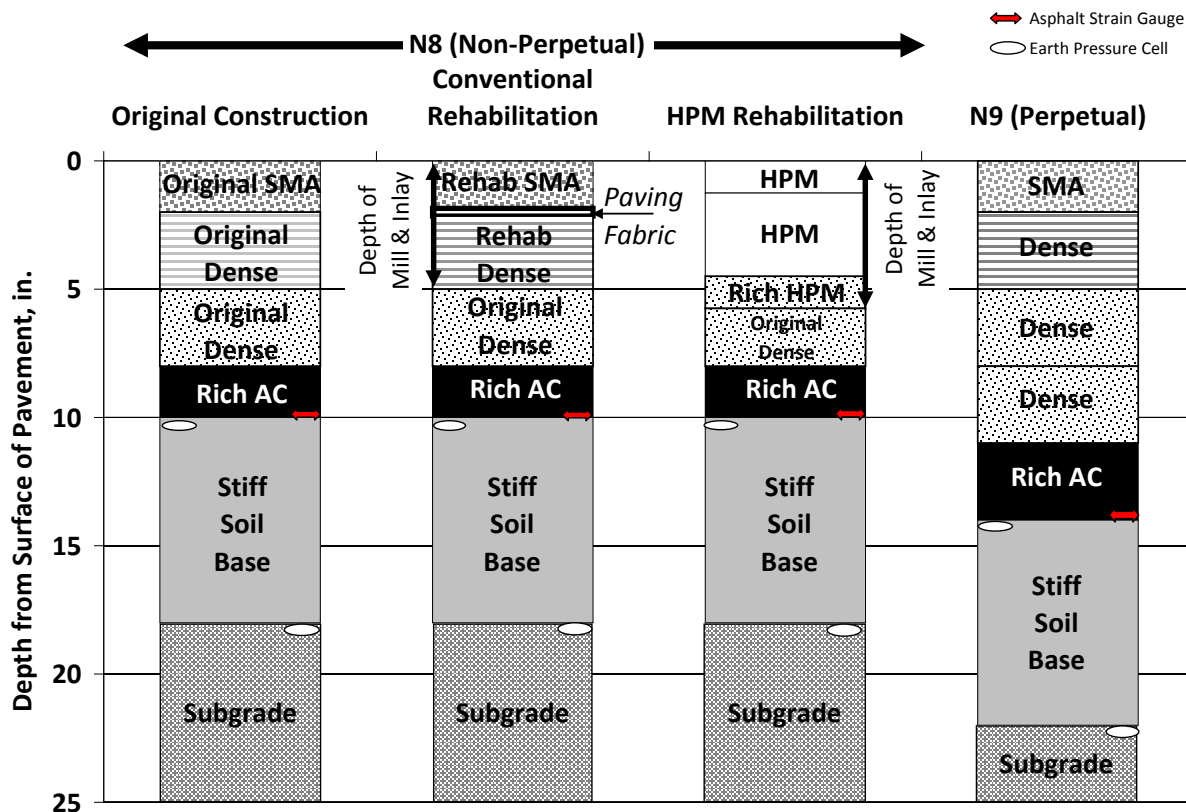 Asphalt Strain Gauge
Earth Pressure Cell
N8 (Non-Perpetual)
Original Construction
Conventional
Rehabilitation
HPM Rehabilitation
N9 (Perpetual)
Depth from Surface of Pavement, in.
0
5
10
15
20
25
Original SMA
Original
Dense
Original
Dense
Rich AC
Stiff
Soil
Base
Subgrade
Depth of
Mill & Inlay
Rehab SMA
Paving
Fabric
Rehab
Dense
Original
Dense
Rich AC
Stiff
Soil
Base
Subgrade
HPM
HPM
Rich HPM
Original
Dense
Rich AC
Stiff
Soil
Base
Subgrade
Depth of
Mill & Inlay
SMA
Dense
Dense
Dense
Rich AC
Stiff
Soil
Base
Subgrade